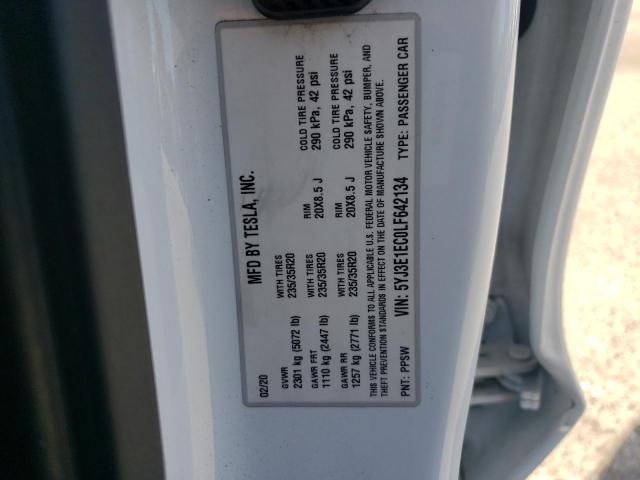 MFD BY TESLA, INC.
02/20
GVWR WITH TIRES RIM COLD TIRE PRESSURE
2301 kg (5072 lb) 235/35R20 20X8.5 J 290 kPa, 42 psi
GAWR FRT WITH TIRES RIM COLD TIRE PRESSURE
1110 kg (2447 lb) 235/35R20 20X8.5 J 290 kPa, 42 psi
GAWR RR
1257 kg (2771 lb) 235/35R20
THIS VEHICLE CONFORMS TO ALL APPLICABLE U.S. FEDERAL MOTOR VEHICLE SAFETY, BUMPER, AND
THEFT PREVENTION STANDARDS IN EFFECT ON THE DATE OF MANUFACTURE SHOWN ABOVE.
PNT: PPSW VIN: 5YJ3E1EC0LF642134 TYPE: PASSENGER CAR